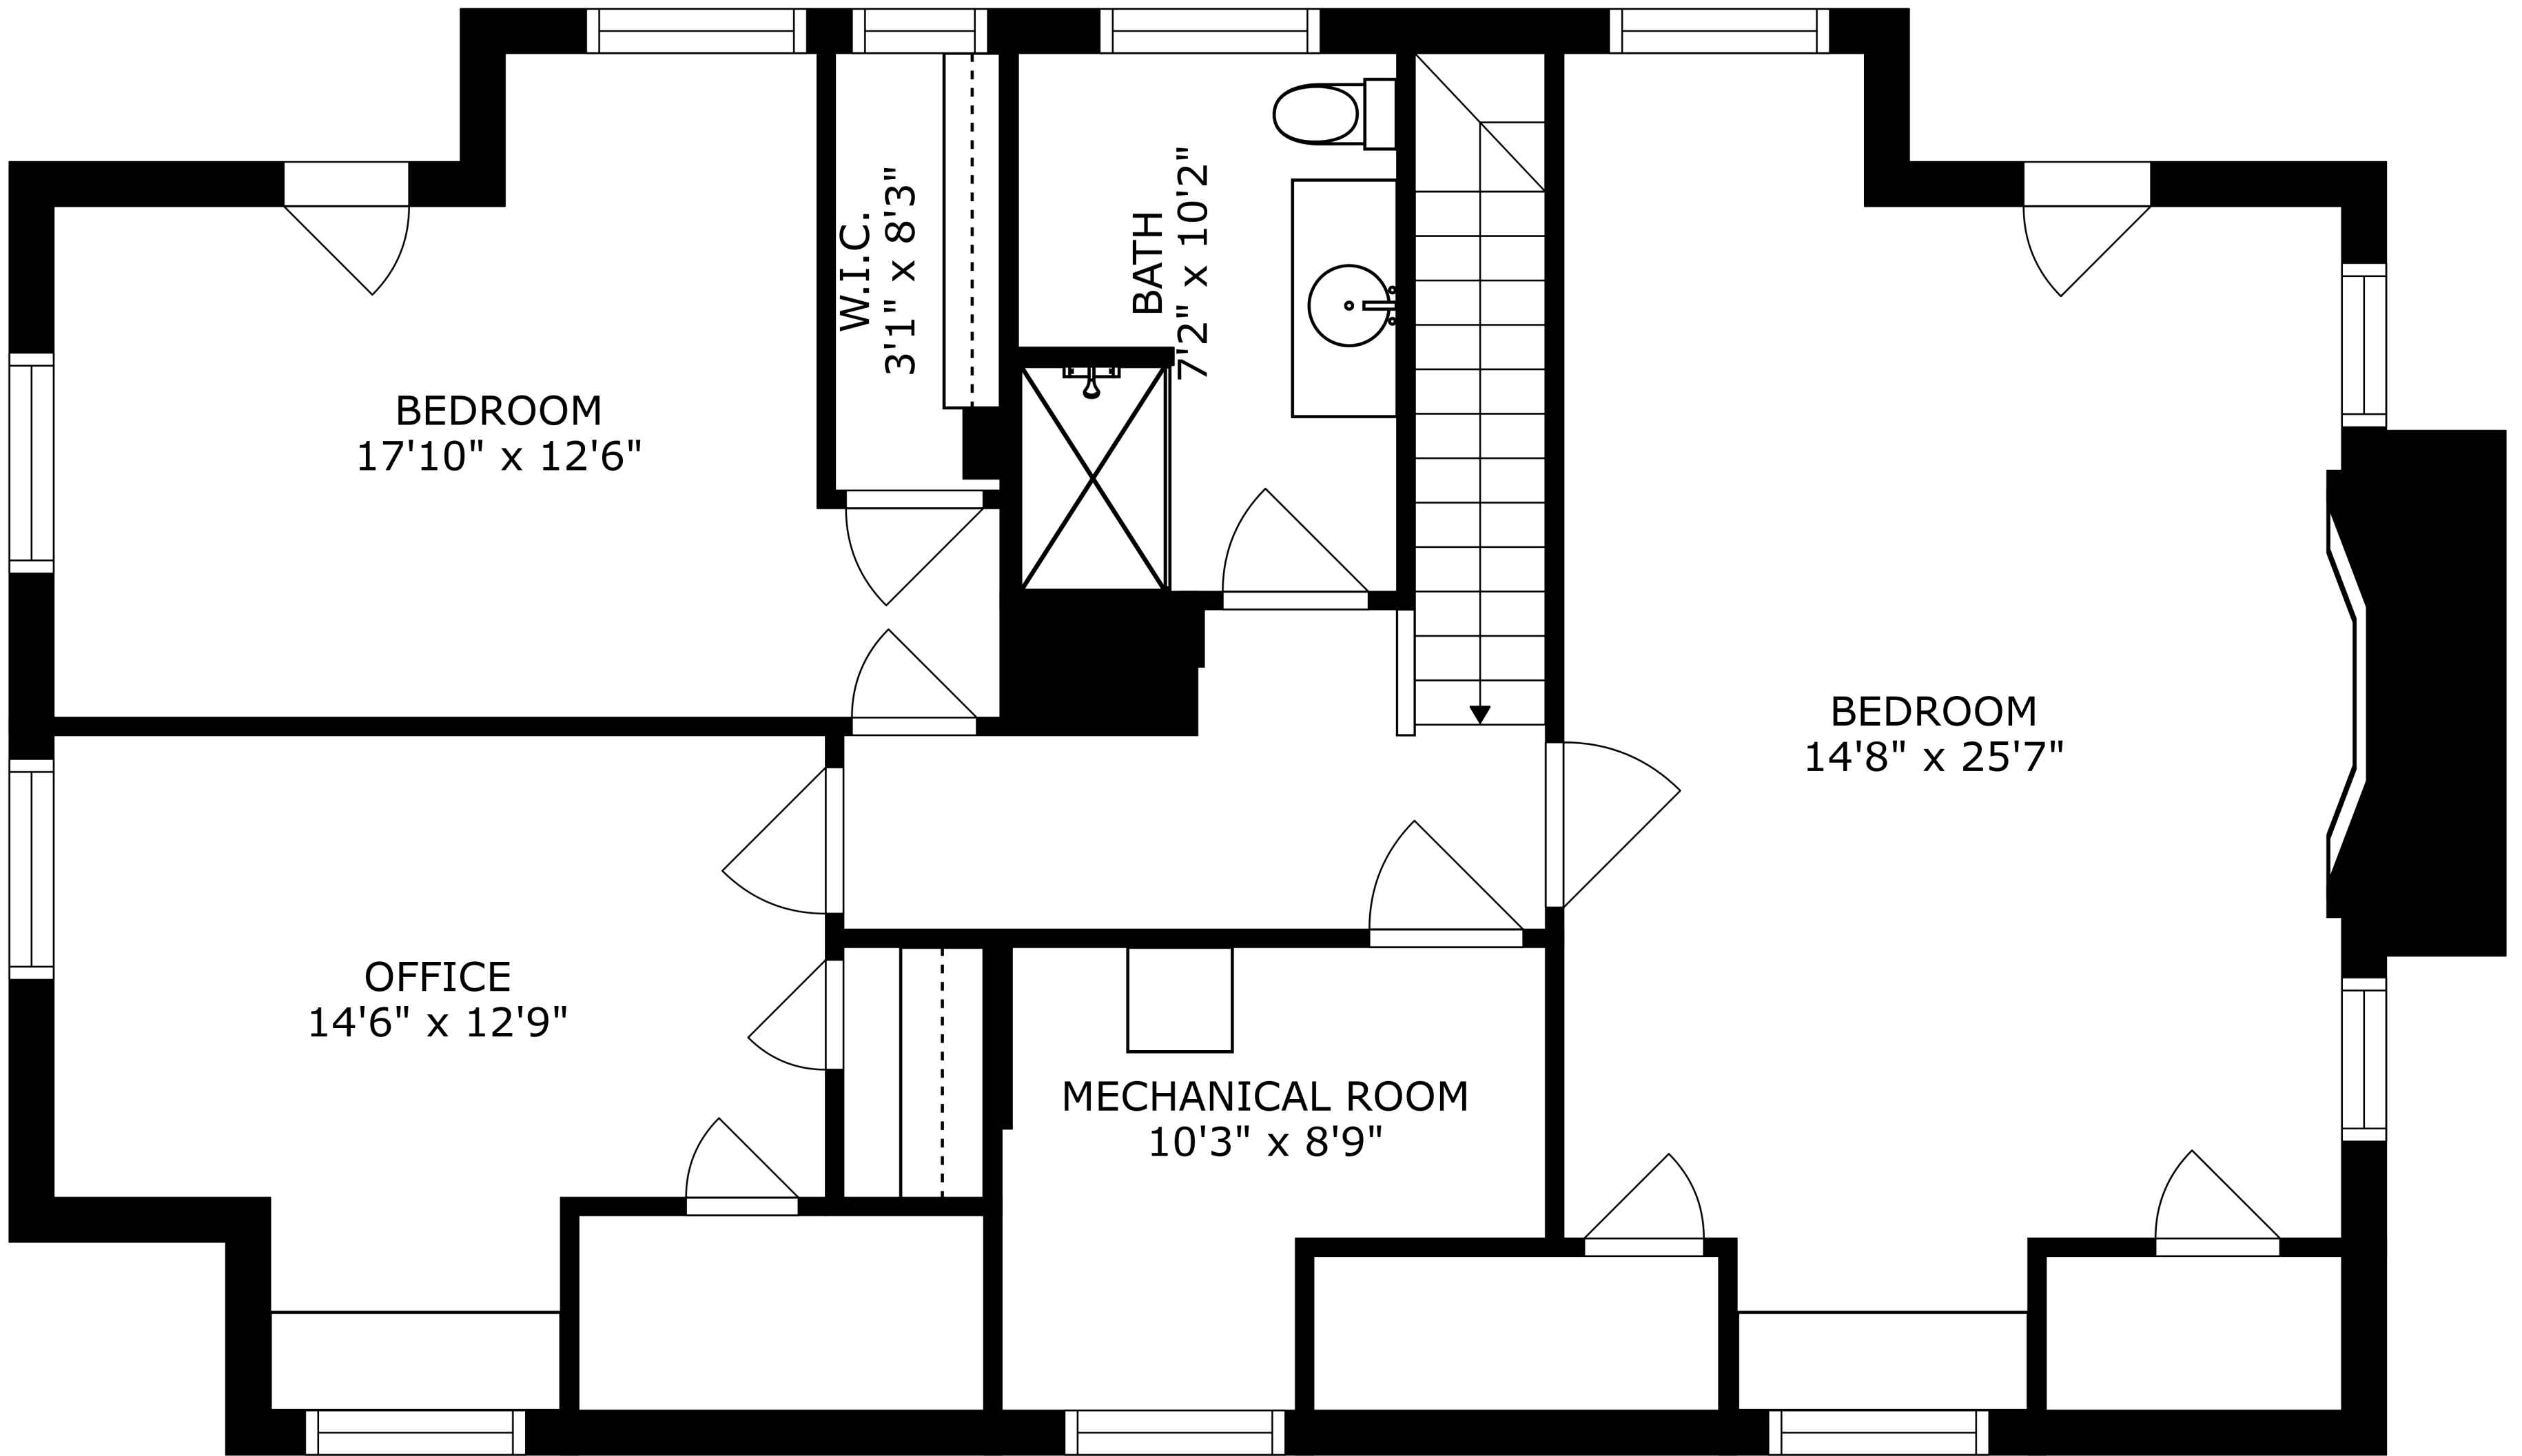 BEDROOM
17'10" x 12'6"
W.I.C.
3'1" x 8'3"
BATH
7'2" x 10'2"
BEDROOM
14'8" x 25'7"
OFFICE
14'6" x 12'9"
MECHANICAL ROOM
10'3" x 8'9"